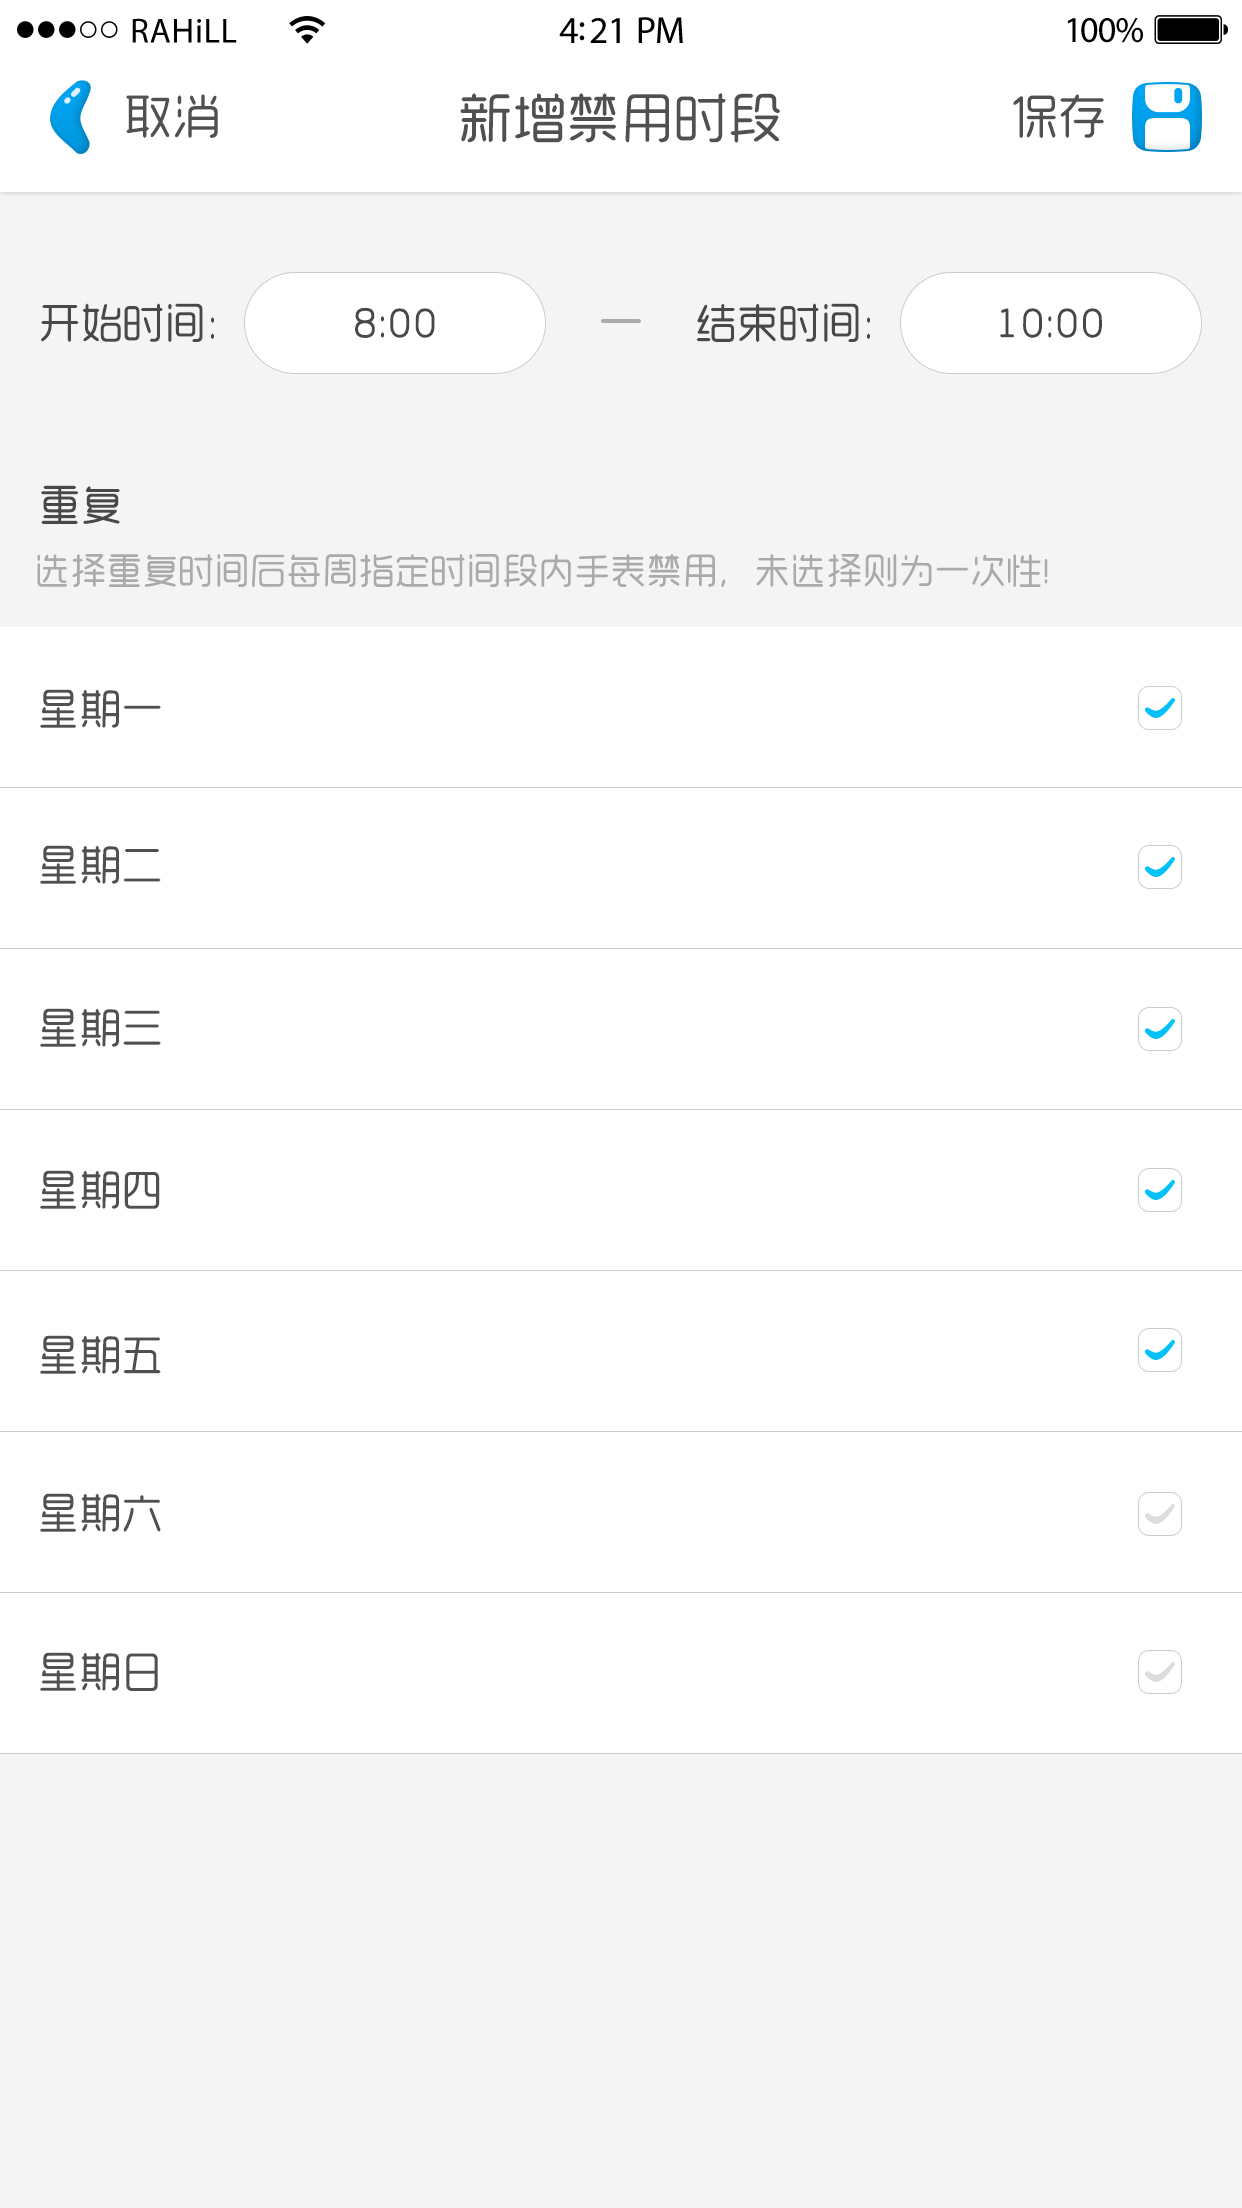 RAHiLL 4:21 PM 100%
取消 新增禁用时段 保存
开始时间: 8:00 — 结束时间: 10:00
重复
选择重复时间后每周指定时间段内手表禁用,未选择则为一次性!
星期一
星期二
星期三
星期四
星期五
星期六
星期日